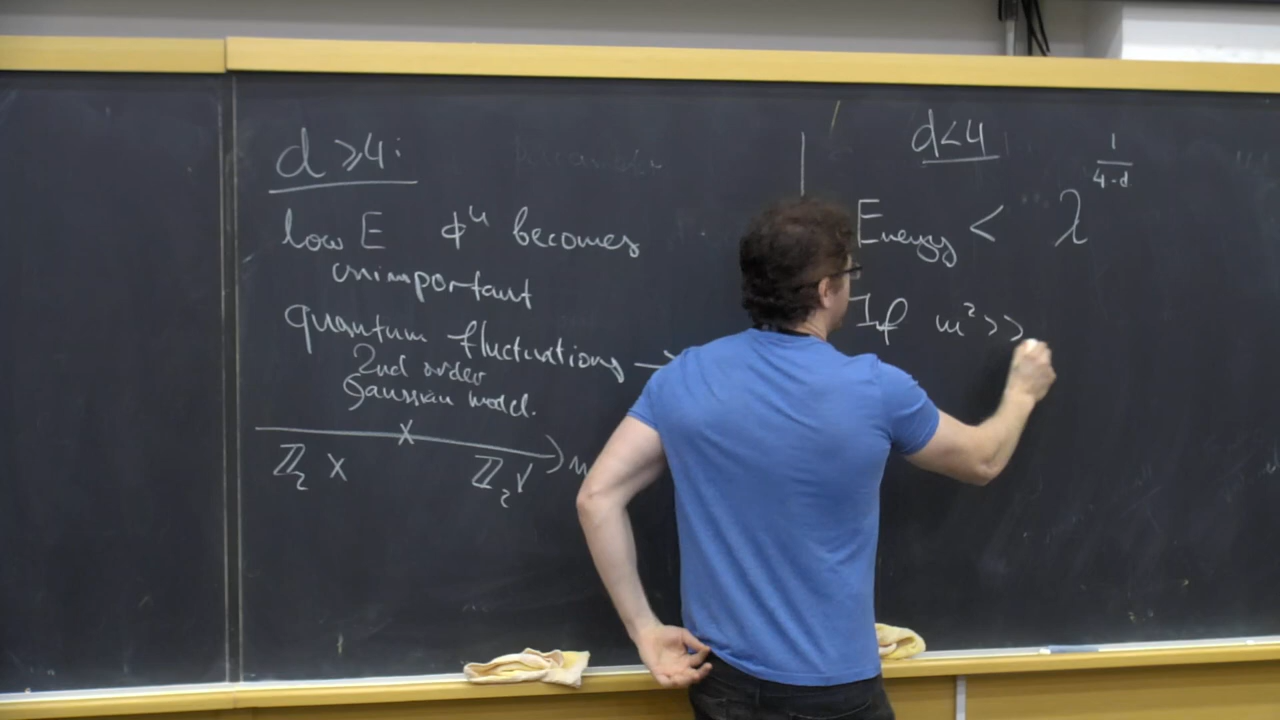 d ⩾ 4:
low E ϕ⁴ becomes
unimportant
quantum fluctuations →
2nd order
Gaussian model.
ℤ₂ x ℤ₂ ✓
d<4
Energy < λ^{1/(4-d)}
If m² >>